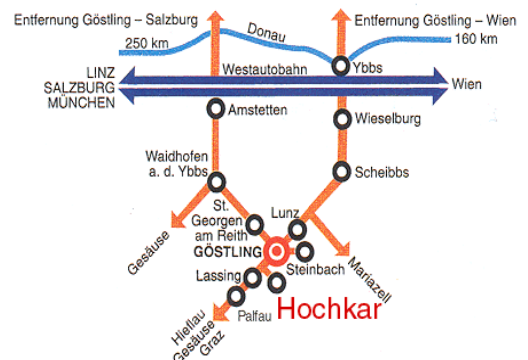 Entfernung Göstling – Salzburg
Entfernung Göstling – Wien
250 km
Donau
160 km
LINZ
SALZBURG
MÜNCHEN
Westautobahn
Ybbs
Wien
Amstetten
Wieselburg
Waidhofen
a. d. Ybbs
Scheibbs
St.
Georgen
am Reith
Lunz
GÖSTLING
Gesäuse
Steinbach
Mariazell
Lassing
Palfau
Hochkar
Hieflau
Gesäuse
Graz